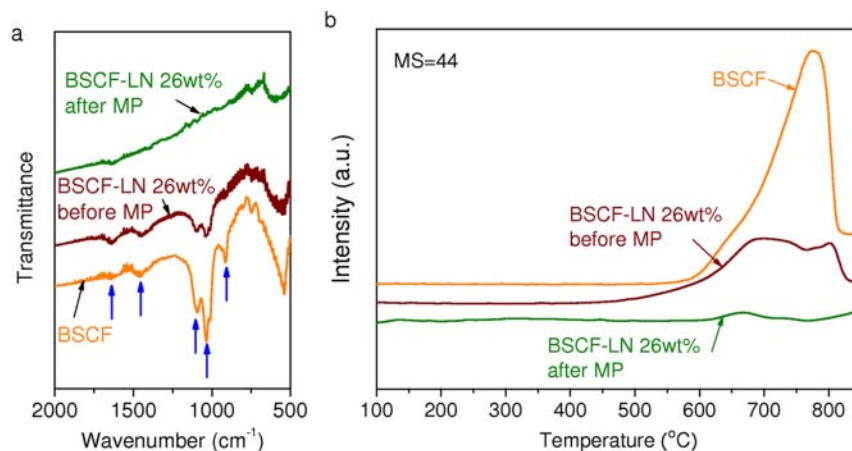 a
BSCF-LN 26wt%
after MP
BSCF-LN 26wt%
before MP
BSCF
Transmittance
2000 1500 1000 500
Wavenumber (cm⁻¹)
b
MS=44
BSCF
BSCF-LN 26wt%
before MP
BSCF-LN 26wt%
after MP
Intensity (a.u.)
100 200 300 400 500 600 700 800
Temperature (°C)